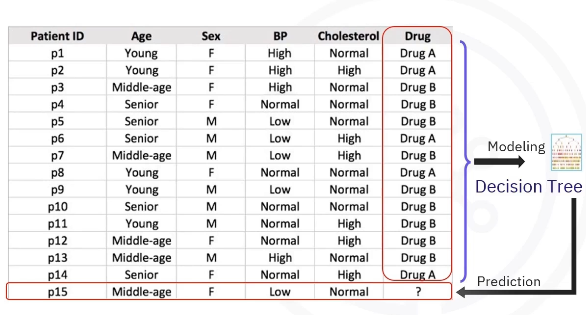 Patient ID Age Sex BP Cholesterol Drug
p1 Young F High Normal Drug A
p2 Young F High High Drug A
p3 Middle-age F High Normal Drug B
p4 Senior F Normal Normal Drug B
p5 Senior M Low Normal Drug B
p6 Senior M Low High Drug A
p7 Middle-age M Low High Drug B
p8 Young F Normal Normal Drug A
p9 Young M Low Normal Drug B
p10 Senior M Normal Normal Drug B
p11 Young M Normal High Drug B
p12 Middle-age F Normal High Drug B
p13 Middle-age M High Normal Drug B
p14 Senior F Normal High Drug A
p15 Middle-age F Low Normal ?
Modeling
Decision Tree
Prediction